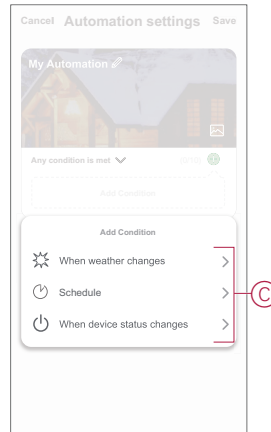 Cancel Automation settings Save
My Automation
Any condition is met
Add Condition
Add Condition
When weather changes
Schedule
When device status changes
C